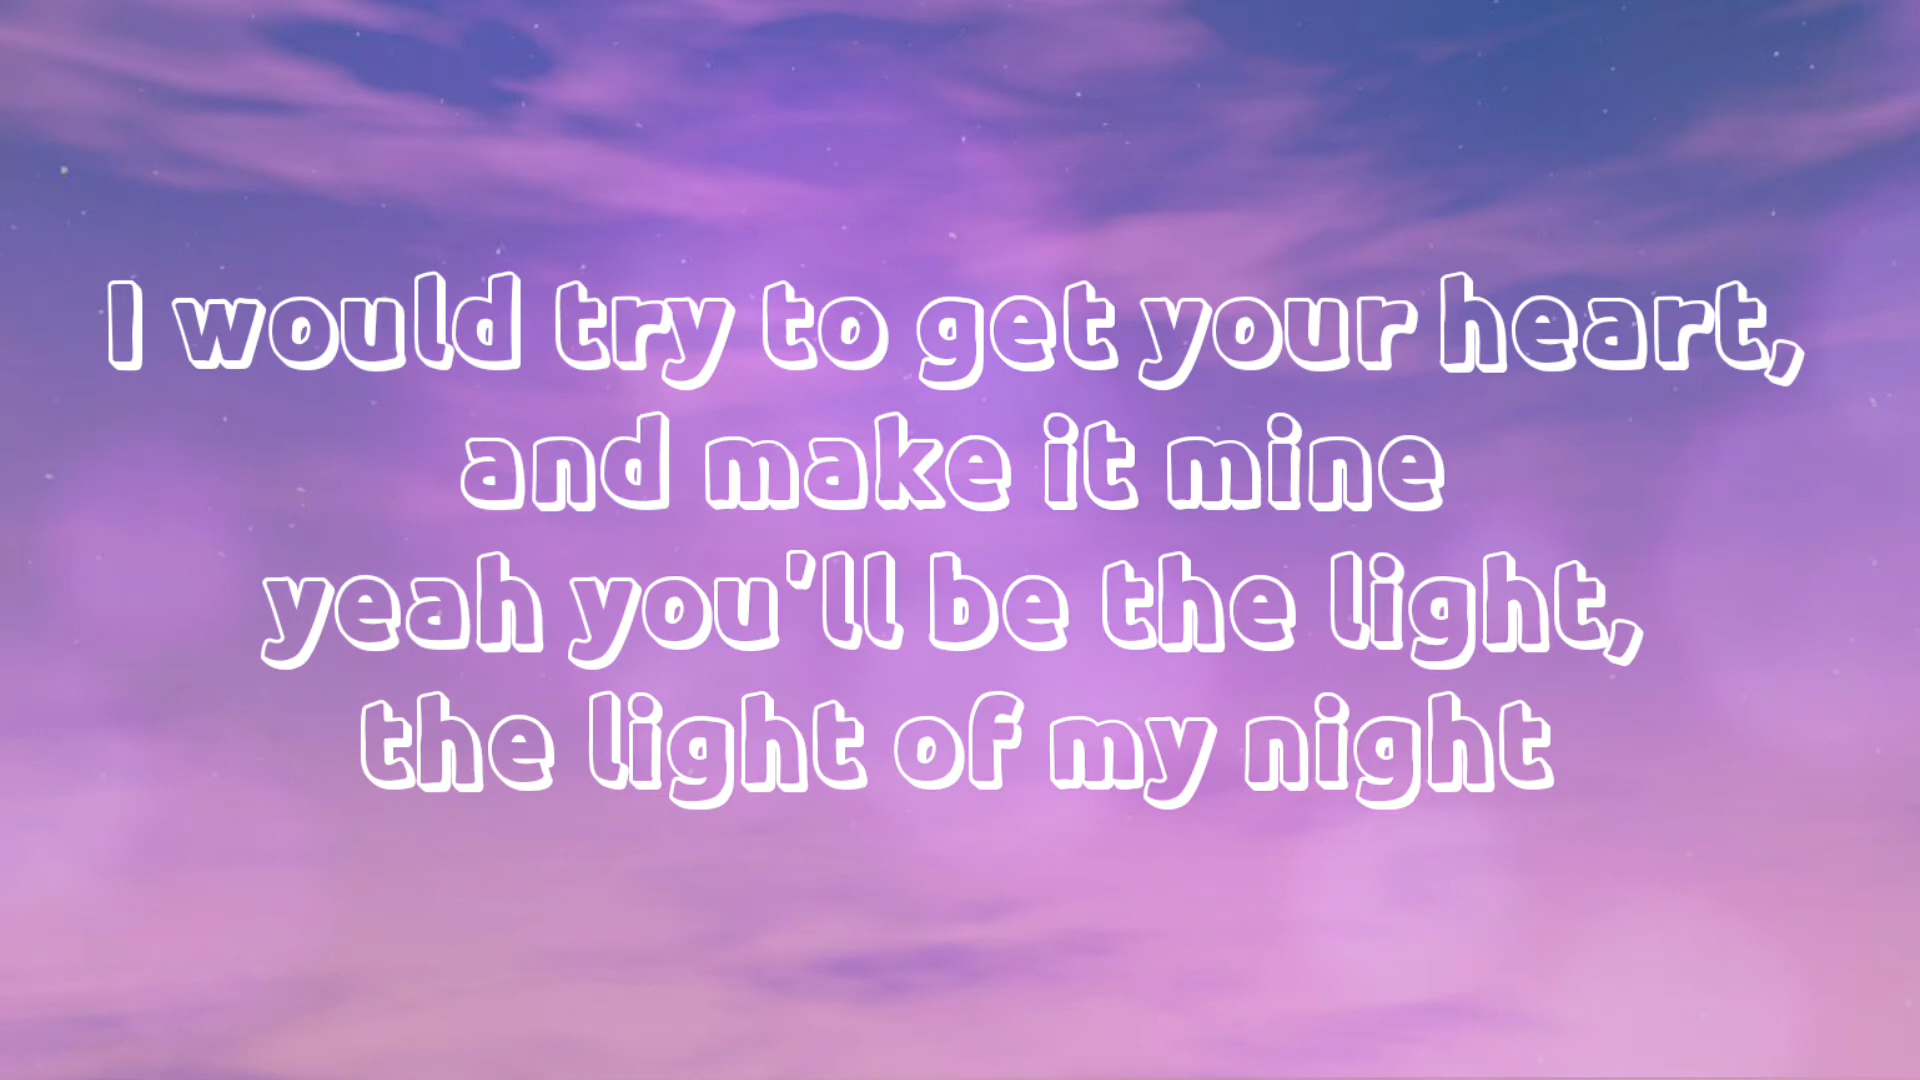 I would try to get your heart,
and make it mine
yeah you'll be the light,
the light of my night